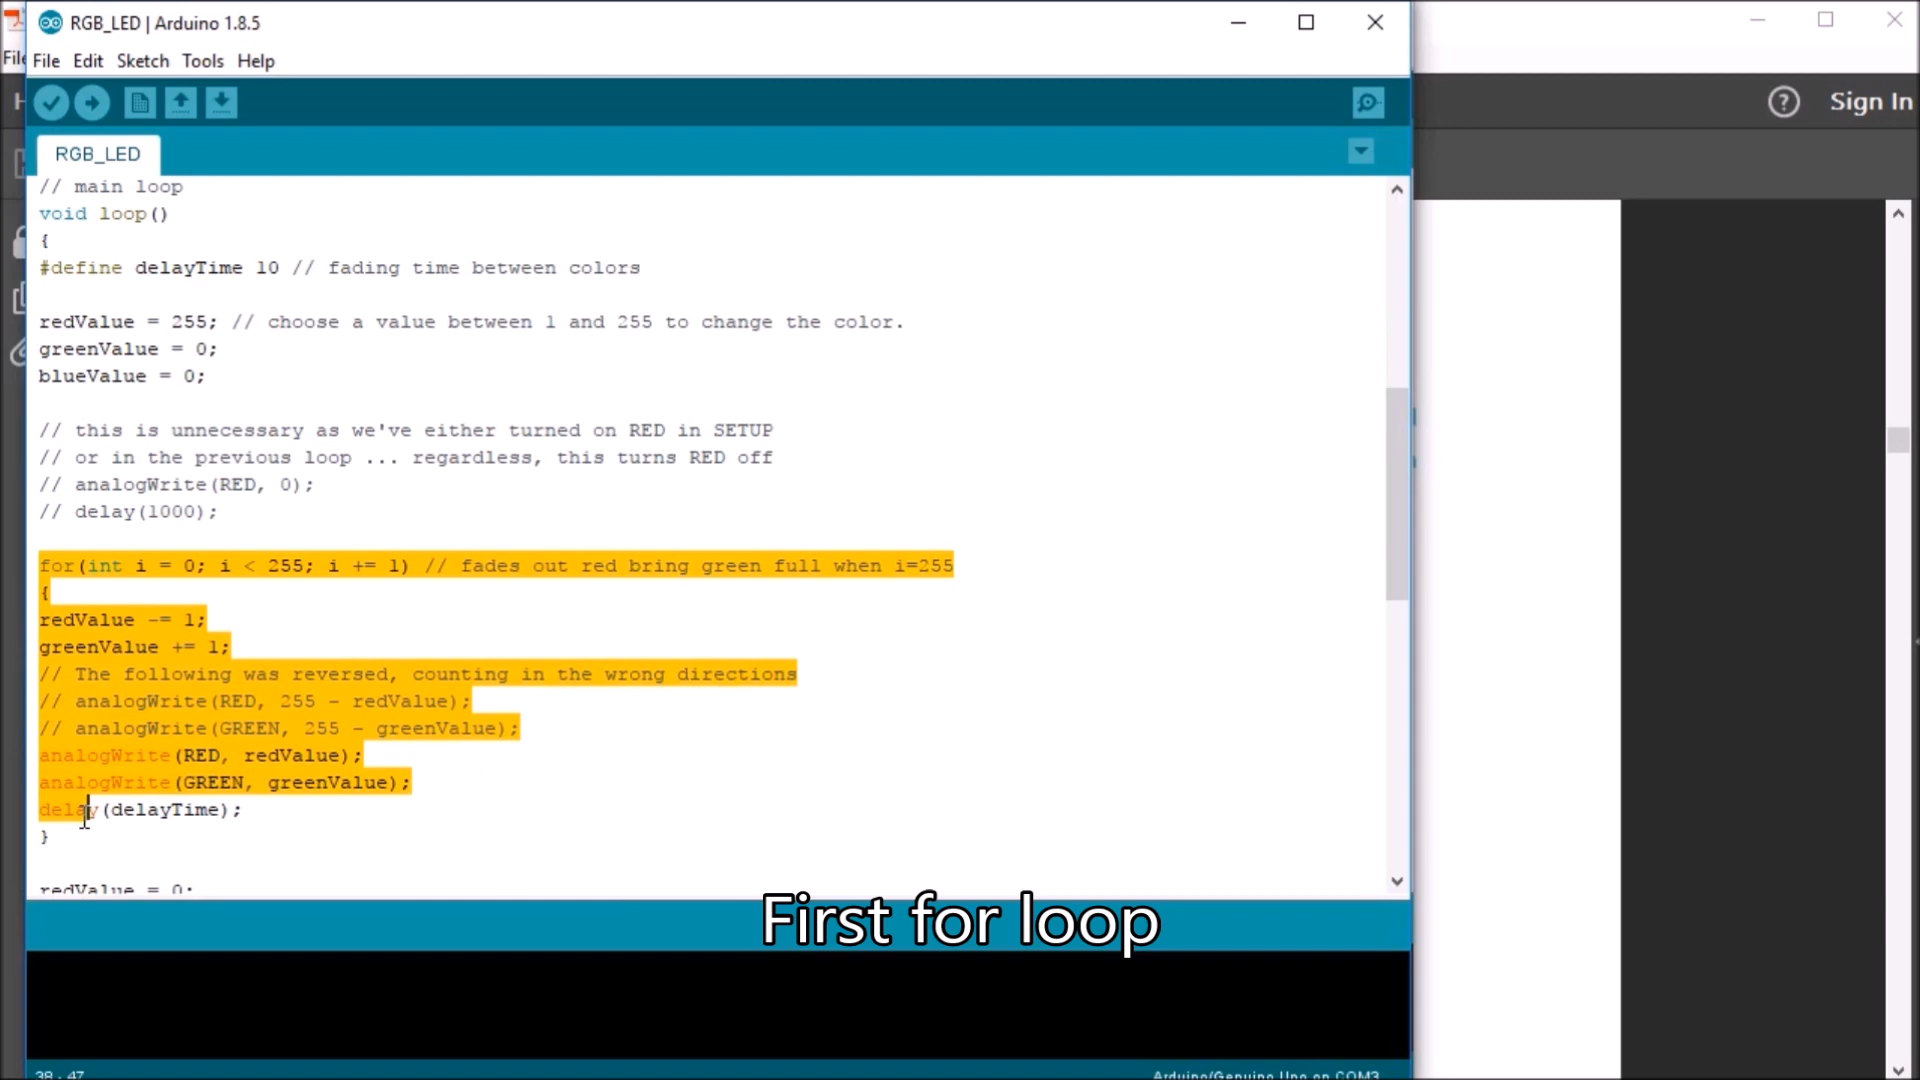 RGB_LED | Arduino 1.8.5
File Edit Sketch Tools Help
Sign In
RGB_LED
// main loop
void loop()
{
#define delayTime 10 // fading time between colors
redValue = 255; // choose a value between 1 and 255 to change the color.
greenValue = 0;
blueValue = 0;
// this is unnecessary as we've either turned on RED in SETUP
// or in the previous loop ... regardless, this turns RED off
// analogWrite(RED, 0);
// delay(1000);
for(int i = 0; i < 255; i += 1) // fades out red bring green full when i=255
{
redValue -= 1;
greenValue += 1;
// The following was reversed, counting in the wrong directions
// analogWrite(RED, 255 - redValue);
// analogWrite(GREEN, 255 - greenValue);
analogWrite(RED, redValue);
analogWrite(GREEN, greenValue);
delay(delayTime);
}
redValue = 0;
First for loop
38 - 47
Arduino/Genuino Uno on COM3